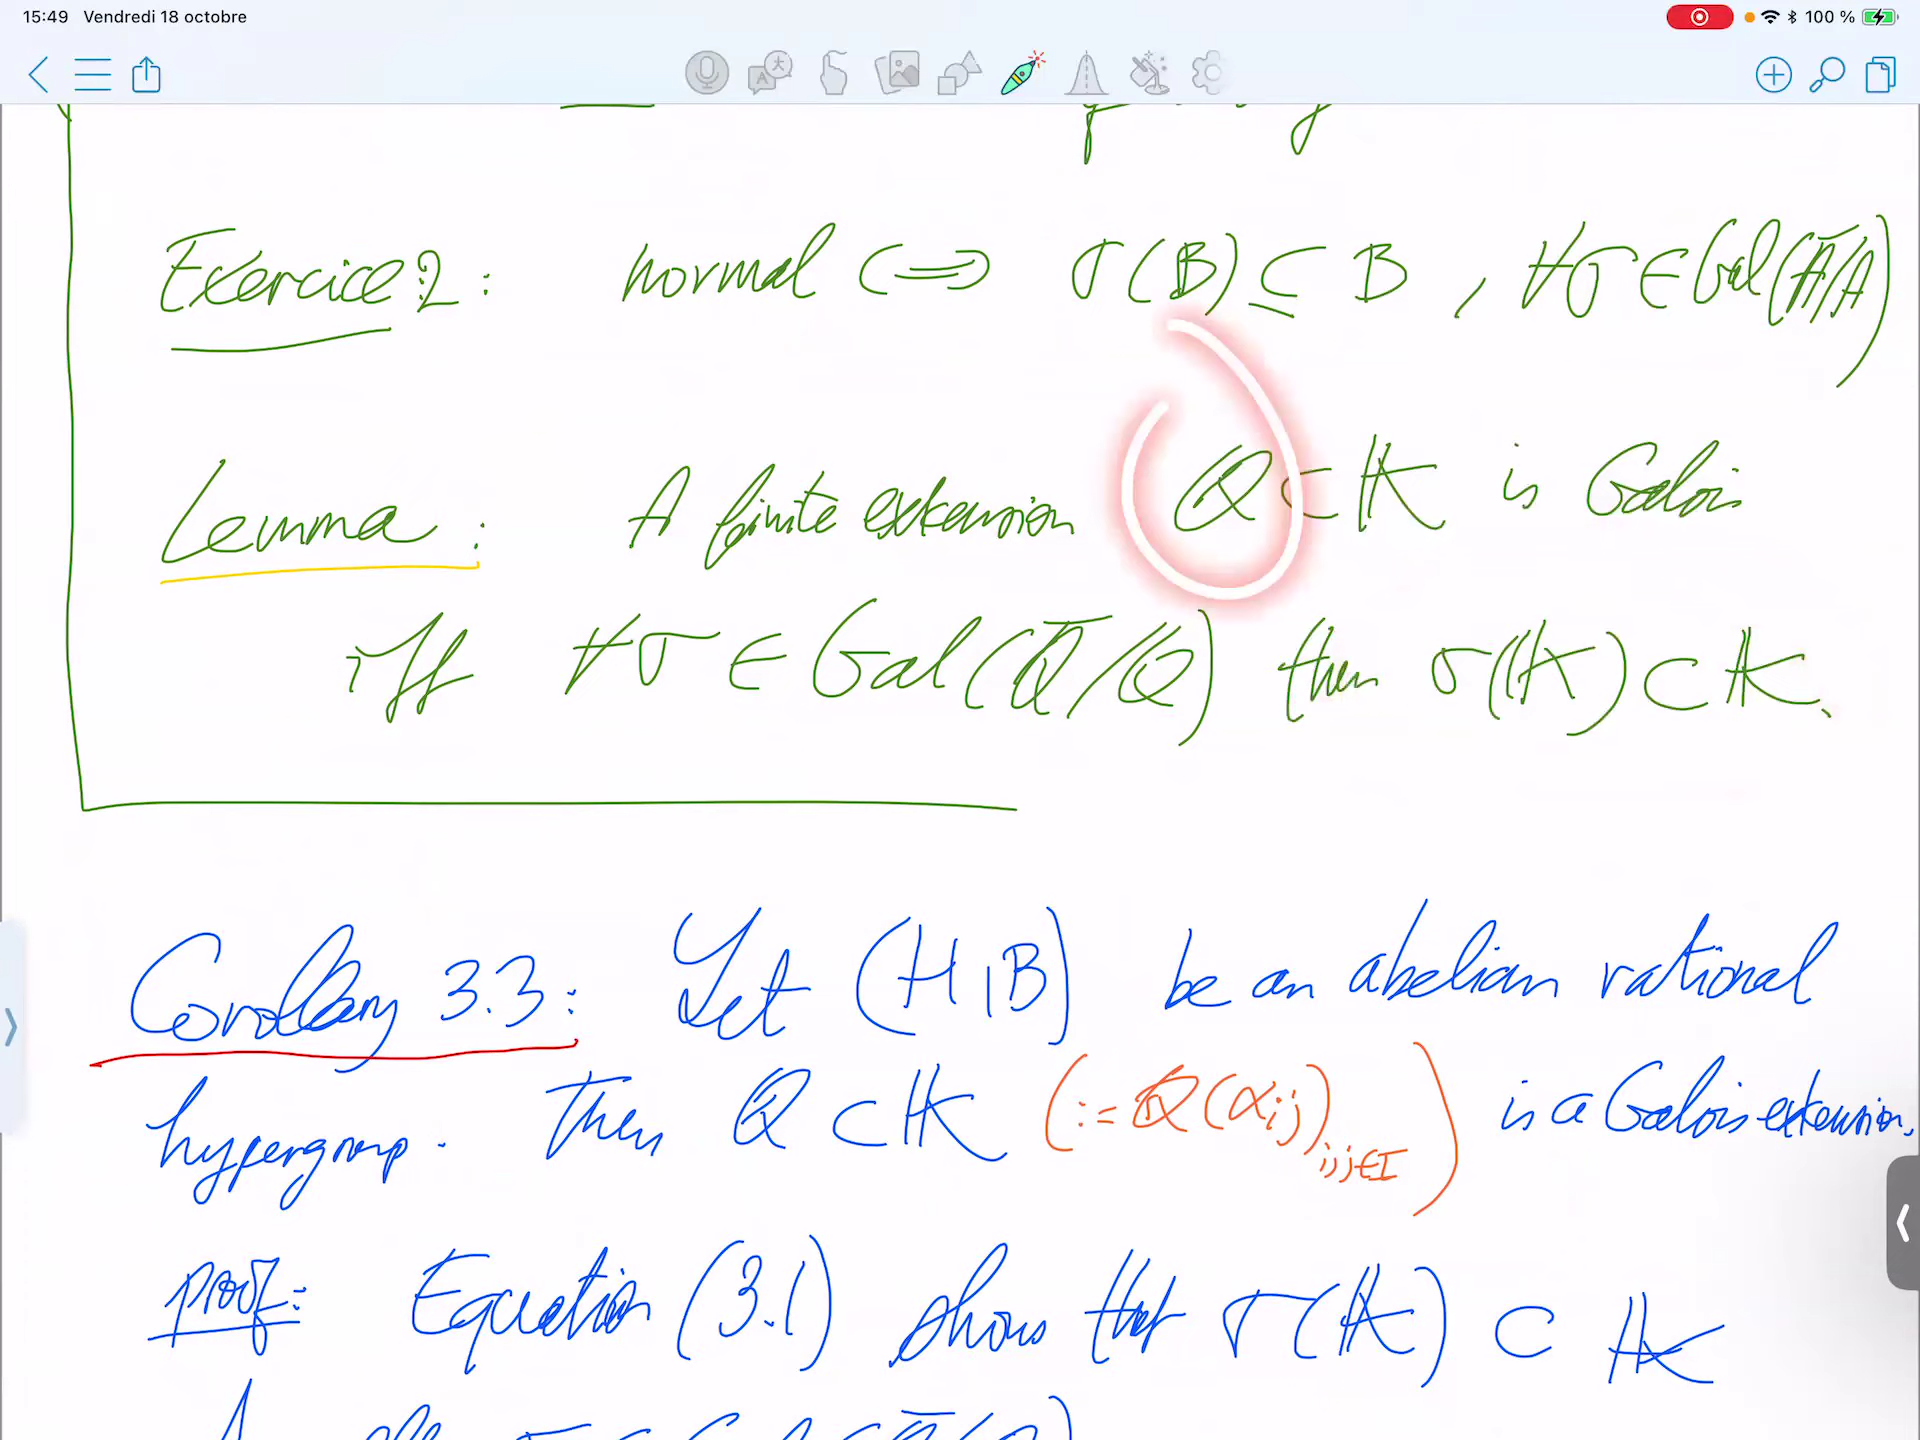 15:49 Vendredi 18 octobre 100 %
Exercice 2 : normal ⟺ σ(B) ⊆ B , ∀σ ∈ Gal(Ā/A)
Lemma : A finite extension ℚ ⊂ 𝕂 is Galois
iff ∀σ ∈ Gal(ℚ̄/ℚ) then σ(𝕂) ⊂ 𝕂.
Corollary 3.3 : Let (H,B) be an abelian rational
hypergroup. Then ℚ ⊂ 𝕂 (:= ℚ(αij)i,j∈I) is a Galois extension.
proof: Equation (3.1) shows that σ(𝕂) ⊂ 𝕂